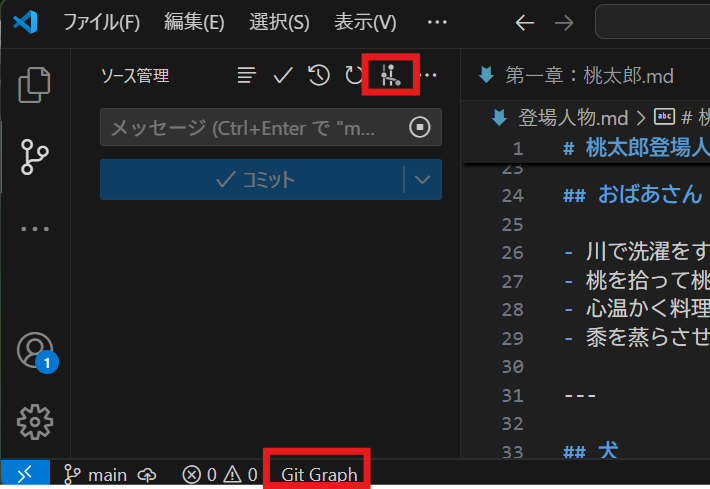 ファイル(F) 編集(E) 選択(S) 表示(V) …
ソース管理
メッセージ (Ctrl+Enter で "m...
コミット
第一章：桃太郎.md
登場人物.md > abc #
1 # 桃太郎登場人
23
24 ## おばあさん
25
26 - 川で洗濯をす
27 - 桃を拾って桃
28 - 心温かく料理
29 - 黍を蒸らさせ
30
31 ---
32
33 ## 犬
1
main 0 0 Git Graph